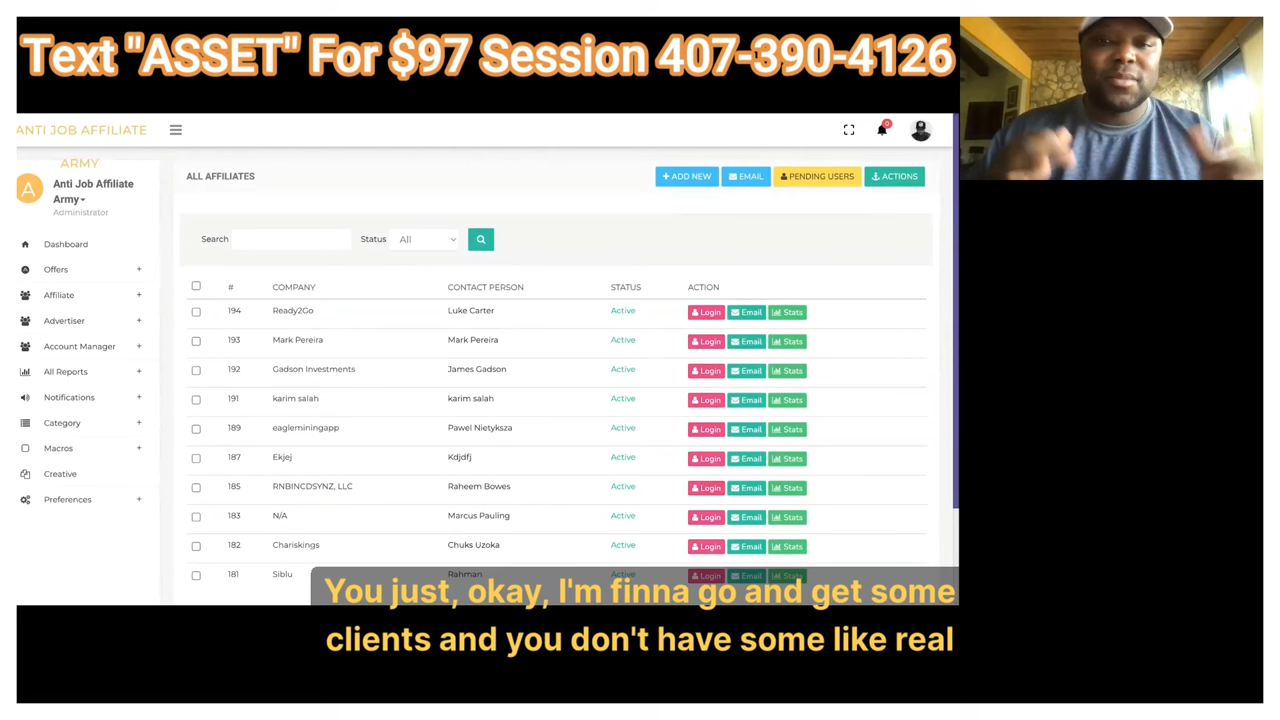 Text "ASSET" For $97 Session 407-390-4126
ANTI JOB AFFILIATE
ARMY
0
A
Anti Job Affiliate
Army
Administrator
Dashboard
Offers +
Affiliate +
Advertiser +
Account Manager +
All Reports +
Notifications +
Category +
Macros +
Creative
Preferences +
ALL AFFILIATES
+ ADD NEW EMAIL PENDING USERS ACTIONS
Search Status All
# COMPANY CONTACT PERSON STATUS ACTION
194 Ready2Go Luke Carter Active Login Email Stats
193 Mark Pereira Mark Pereira Active Login Email Stats
192 Gadson Investments James Gadson Active Login Email Stats
191 karim salah karim salah Active Login Email Stats
189 eagleminingapp Pawel Nietyksza Active Login Email Stats
187 Ekjej Kdjdfj Active Login Email Stats
185 RNBINCDSYNZ, LLC Raheem Bowes Active Login Email Stats
183 N/A Marcus Pauling Active Login Email Stats
182 Chariskings Chuks Uzoka Active Login Email Stats
181 Siblu Rahman Active Login Email Stats
You just, okay, I'm finna go and get some
clients and you don't have some like real